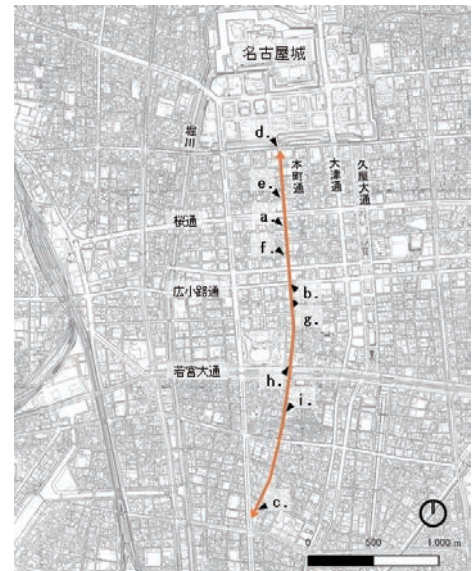 名古屋城
堀川
d.
本町通
大津通
久屋大通
e.
桜通
a.
f.
広小路通
b.
g.
若宮大通
h.
i.
c.
0 500 1.000 m